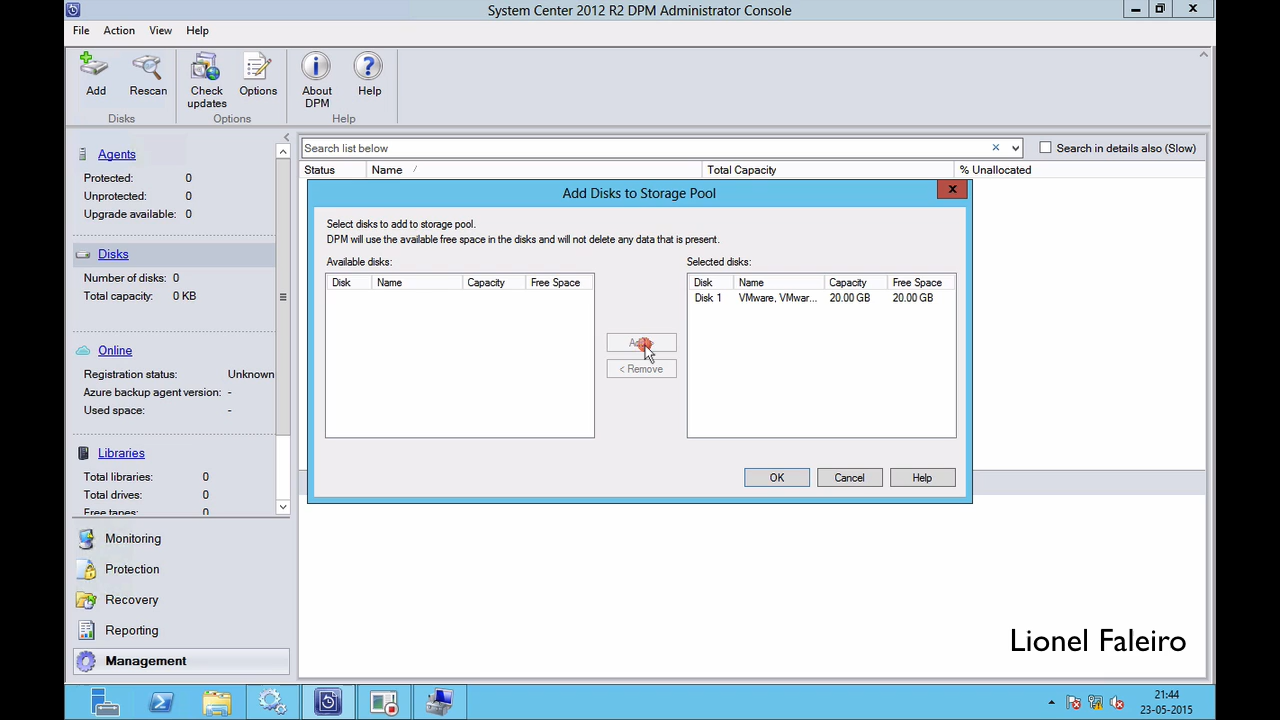 System Center 2012 R2 DPM Administrator Console
File Action View Help
Add
Rescan
Check updates
Options
About DPM
Help
Disks
Options
Help
Agents
Protected: 0
Unprotected: 0
Upgrade available: 0
Disks
Number of disks: 0
Total capacity: 0 KB
Online
Registration status: Unknown
Azure backup agent version: -
Used space: -
Libraries
Total libraries: 0
Total drives: 0
Free tapes: 0
Monitoring
Protection
Recovery
Reporting
Management
Search list below
Search in details also (Slow)
Status Name Total Capacity % Unallocated
Add Disks to Storage Pool
Select disks to add to storage pool.
DPM will use the available free space in the disks and will not delete any data that is present.
Available disks:
Disk Name Capacity Free Space
< Remove
Selected disks:
Disk Name Capacity Free Space
Disk 1 VMware, VMwar... 20.00 GB 20.00 GB
OK Cancel Help
Lionel Faleiro
21:44
23-05-2015